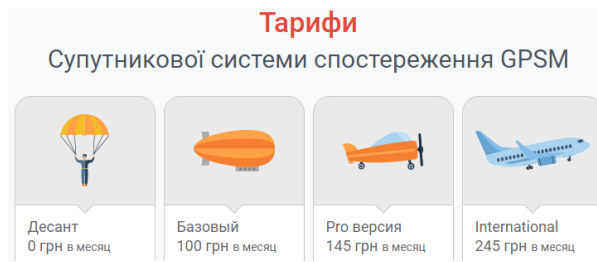 Тарифи
Супутникової системи спостереження GPSM
Десант
0 грн в месяц
Базовый
100 грн в месяц
Pro версия
145 грн в месяц
International
245 грн в месяц